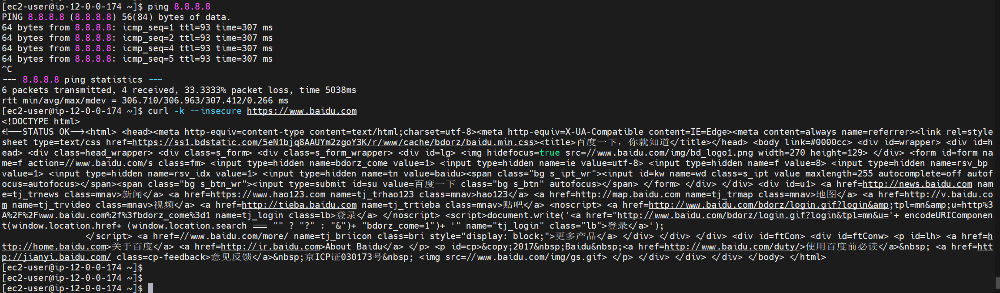 [ec2-user@ip-12-0-0-174 ~]$ ping 8.8.8.8
PING 8.8.8.8 (8.8.8.8) 56(84) bytes of data.
64 bytes from 8.8.8.8: icmp_seq=1 ttl=93 time=307 ms
64 bytes from 8.8.8.8: icmp_seq=2 ttl=93 time=307 ms
64 bytes from 8.8.8.8: icmp_seq=4 ttl=93 time=307 ms
64 bytes from 8.8.8.8: icmp_seq=5 ttl=93 time=307 ms
^C
--- 8.8.8.8 ping statistics ---
6 packets transmitted, 4 received, 33.3333% packet loss, time 5038ms
rtt min/avg/max/mdev = 306.710/306.963/307.412/0.266 ms
[ec2-user@ip-12-0-0-174 ~]$ curl -k --insecure https://www.baidu.com
<!DOCTYPE html>
<!--STATUS OK--><html> <head><meta http-equiv=content-type content=text/html;charset=utf-8><meta http-equiv=X-UA-Compatible content=IE=Edge><meta content=always name=referrer><link rel=style
sheet type=text/css href=https://ss1.bdstatic.com/5eN1bjq8AAUYm2zgoY3K/r/www/cache/bdorz/baidu.min.css><title>百度一下，你就知道</title></head> <body link=#0000cc> <div id=wrapper> <div id=h
ead> <div class=head_wrapper> <div class=s_form> <div class=s_form_wrapper> <div id=lg> <img hidefocus=true src=//www.baidu.com/img/bd_logo1.png width=270 height=129> </div> <form id=form na
me=f action=//www.baidu.com/s class=fm> <input type=hidden name=bdorz_come value=1> <input type=hidden name=ie value=utf-8> <input type=hidden name=f value=8> <input type=hidden name=rsv_bp
value=1> <input type=hidden name=rsv_idx value=1> <input type=hidden name=tn value=baidu><span class="bg s_ipt_wr"><input id=kw name=wd class=s_ipt value maxlength=255 autocomplete=off autof
ocus=autofocus></span><span class="bg s_btn_wr"><input type=submit id=su value=百度一下 class="bg s_btn" autofocus></span> </form> </div> </div> <div id=u1> <a href=http://news.baidu.com nam
e=tj_trnews class=mnav>新闻</a> <a href=https://www.hao123.com name=tj_trhao123 class=mnav>hao123</a> <a href=http://map.baidu.com name=tj_trmap class=mnav>地图</a> <a href=http://v.baidu.co
m name=tj_trvideo class=mnav>视频</a> <a href=http://tieba.baidu.com name=tj_trtieba class=mnav>贴吧</a> <noscript> <a href=http://www.baidu.com/bdorz/login.gif?login&amp;tpl=mn&amp;u=http%3
A%2F%2Fwww.baidu.com%2f%3fbdorz_come%3d1 name=tj_login class=lb>登录</a> </noscript> <script>document.write('<a href="http://www.baidu.com/bdorz/login.gif?login&tpl=mn&u='+ encodeURIComponen
t(window.location.href+ (window.location.search === "" ? "?" : "&")+ "bdorz_come=1")+ '" name="tj_login" class="lb">登录</a>');
</script> <a href=//www.baidu.com/more/ name=tj_briicon class=bri style="display: block;">更多产品</a> </div> </div> </div> <div id=ftCon> <div id=ftConw> <p id=lh> <a href=h
ttp://home.baidu.com>关于百度</a> <a href=http://ir.baidu.com>About Baidu</a> </p> <p id=cp>&copy;2017&nbsp;Baidu&nbsp;<a href=http://www.baidu.com/duty/>使用百度前必读</a>&nbsp; <a href=htt
p://jianyi.baidu.com/ class=cp-feedback>意见反馈</a>&nbsp;京ICP证030173号&nbsp; <img src=//www.baidu.com/img/gs.gif> </p> </div> </div> </div> </body> </html>
[ec2-user@ip-12-0-0-174 ~]$
[ec2-user@ip-12-0-0-174 ~]$
[ec2-user@ip-12-0-0-174 ~]$